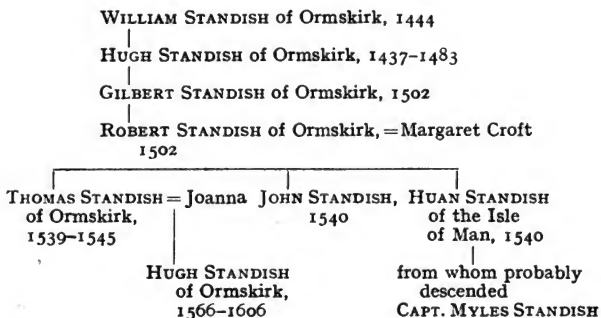 WILLIAM STANDISH of Ormskirk, 1444
HUGH STANDISH of Ormskirk, 1437–1483
GILBERT STANDISH of Ormskirk, 1502
ROBERT STANDISH of Ormskirk, = Margaret Croft
1502
THOMAS STANDISH = Joanna
of Ormskirk,
1539–1545
JOHN STANDISH,
1540
HUAN STANDISH
of the Isle
of Man, 1540
HUGH STANDISH
of Ormskirk,
1566–1606
from whom probably
descended
CAPT. MYLES STANDISH